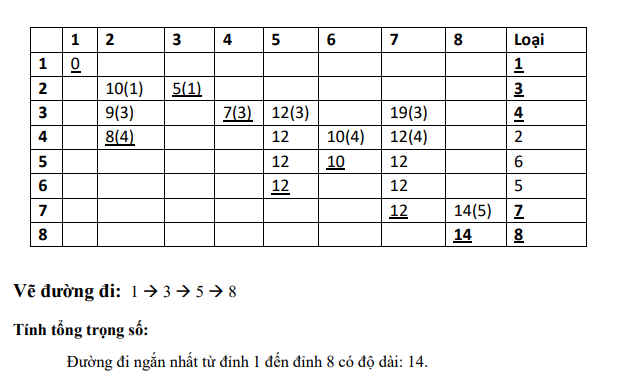 1 2 3 4 5 6 7 8 Loại
1 0 1
2 10(1) 5(1) 3
3 9(3) 7(3) 12(3) 19(3) 4
4 8(4) 12 10(4) 12(4) 2
5 12 10 12 6
6 12 12 5
7 12 14(5) 7
8 14 8
Vẽ đường đi: 1 → 3 → 5 → 8
Tính tổng trọng số:
Đường đi ngắn nhất từ đỉnh 1 đến đỉnh 8 có độ dài: 14.